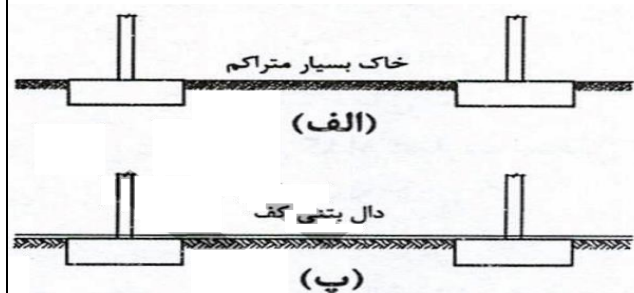 خاک بسیار متراکم
(الف)
دال بتنی کف
(پ)